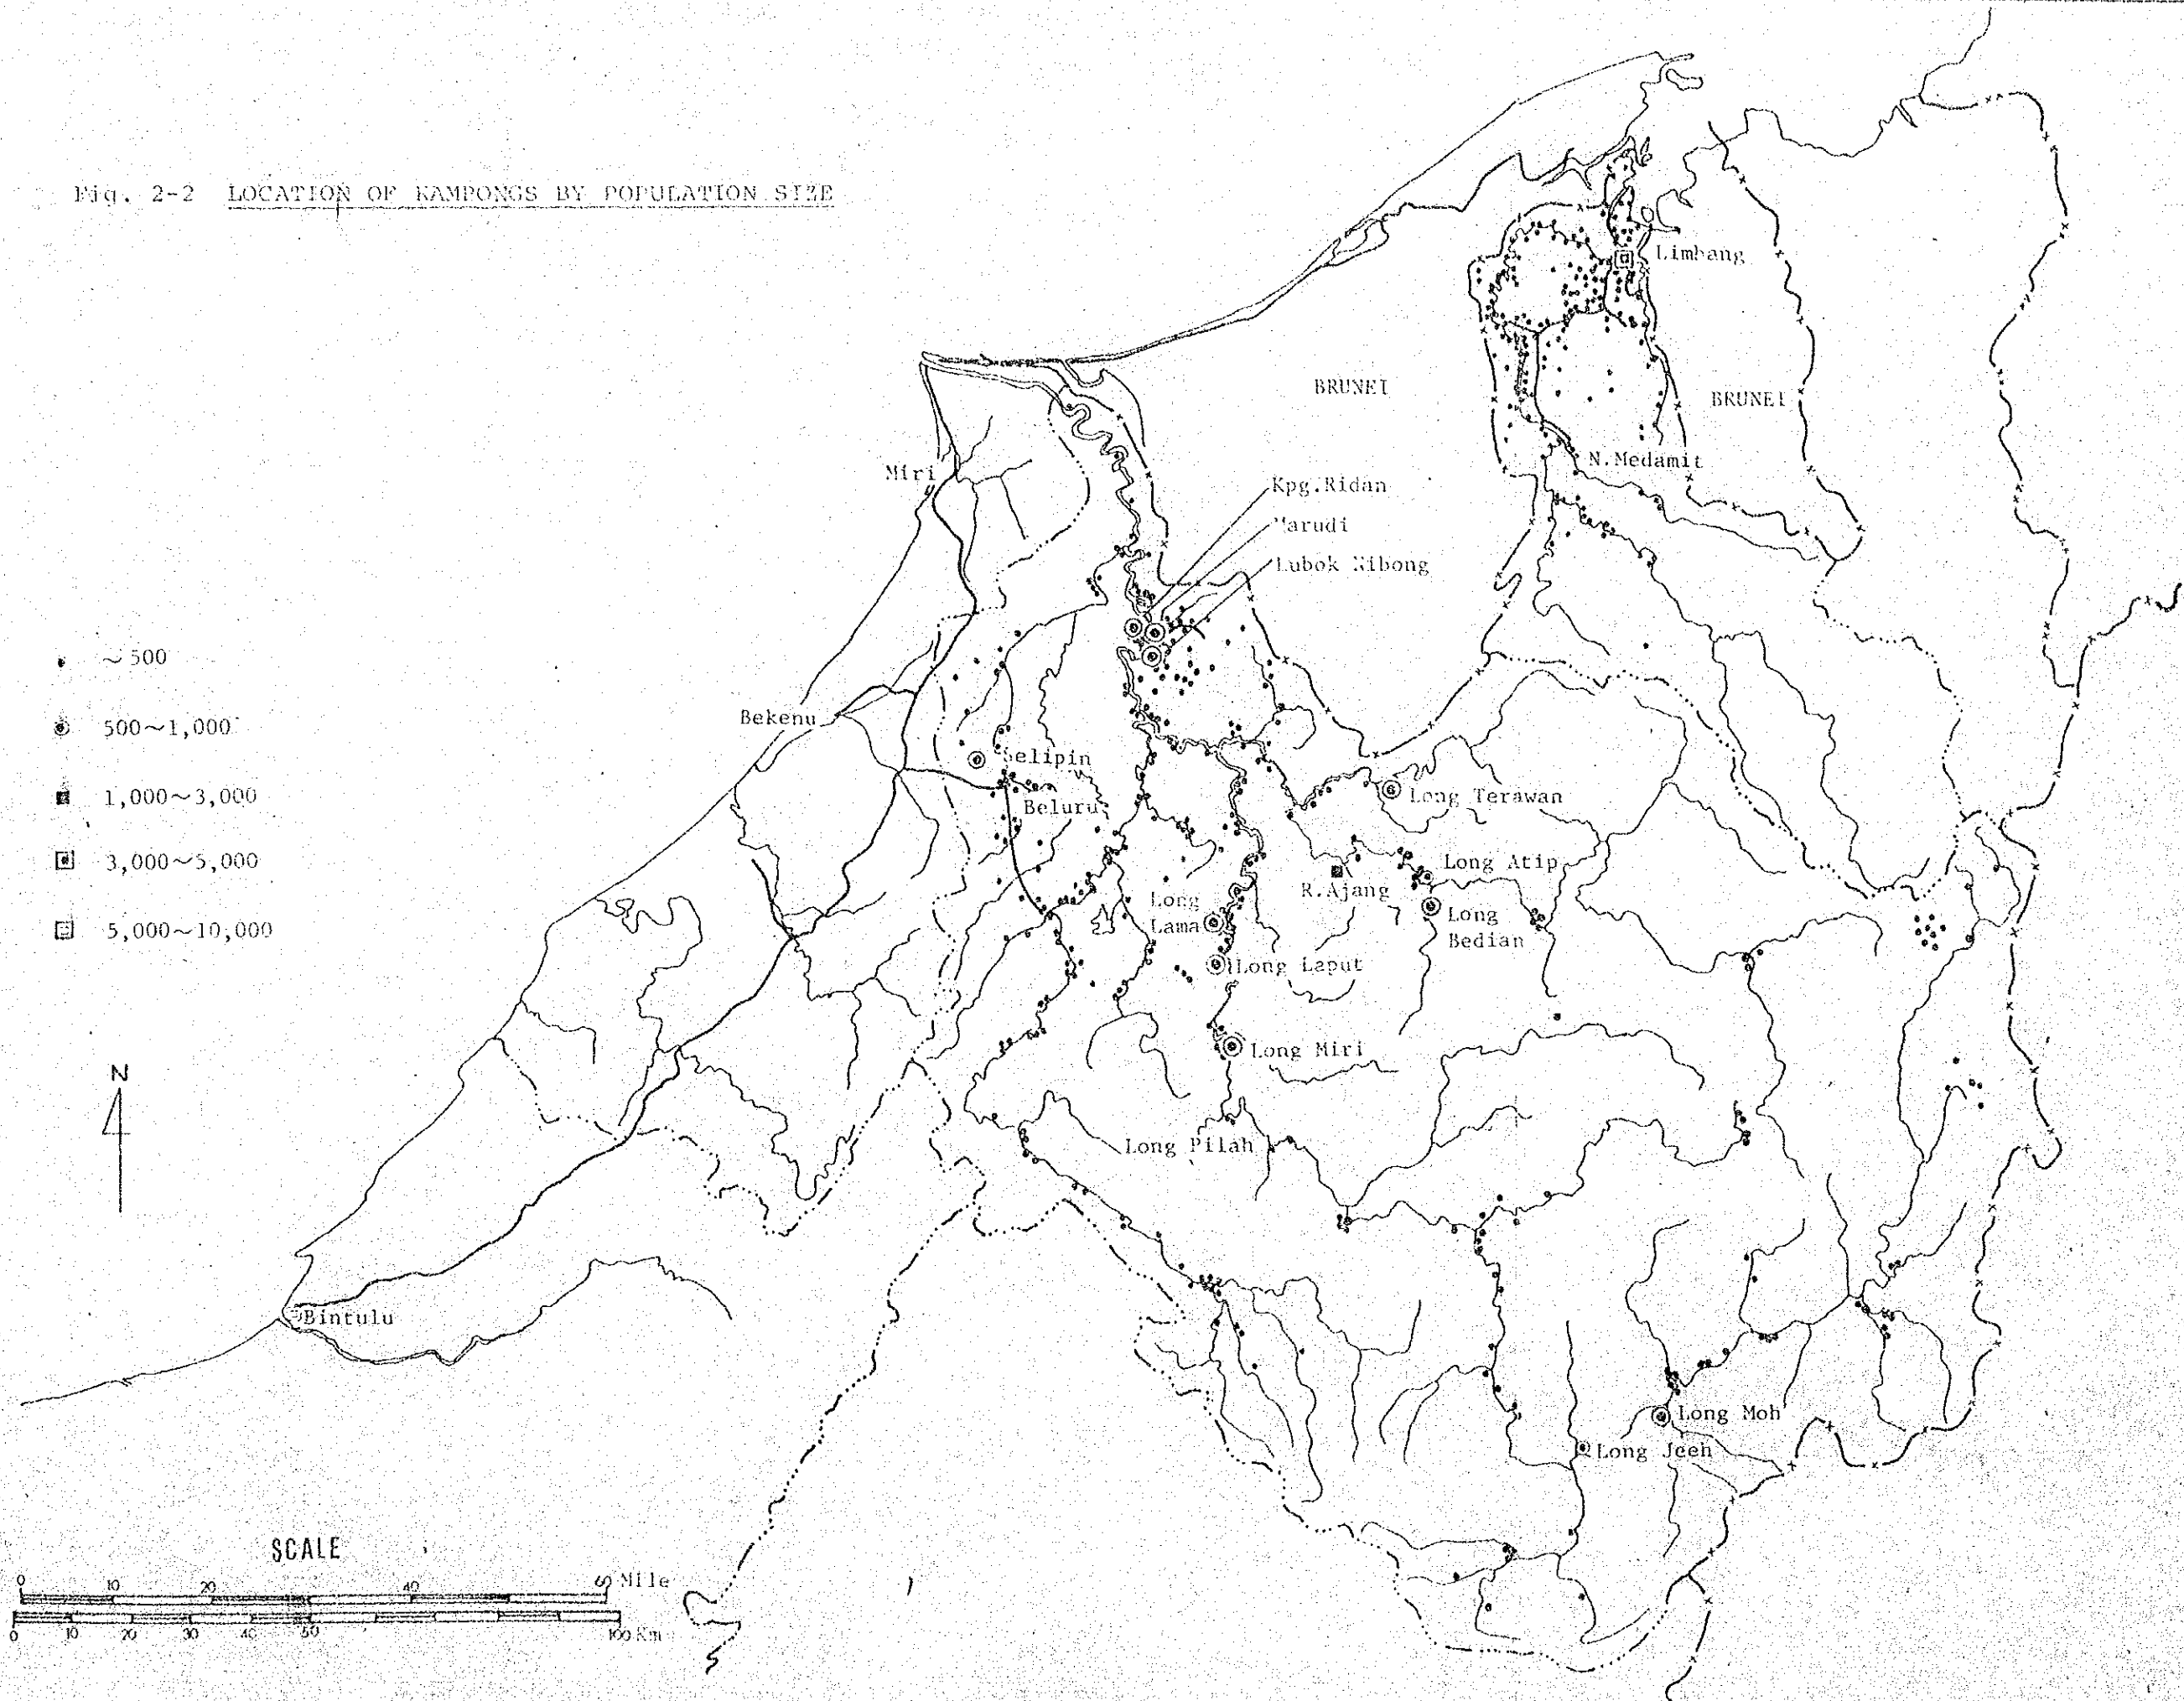 Fig. 2-2 LOCATION OF KAMPONGS BY POPULATION SIZE
Limbang
BRUNEI
BRUNEI
N.Medamit
Miri
Kpg.Ridan
Marudi
Lubok Nibong
~500
500~1,000
1,000~3,000
3,000~5,000
5,000~10,000
Bekenu
Selipin
Beluru
Long Terawan
Long Atip
R.Ajang
Long
Lama
Long
Bedian
Long Laput
Long Miri
Long Pilah
N
Bintulu
Long Moh
Long Jeeh
SCALE
0 10 20 40 60 Mile
0 10 20 30 40 50 100 Km